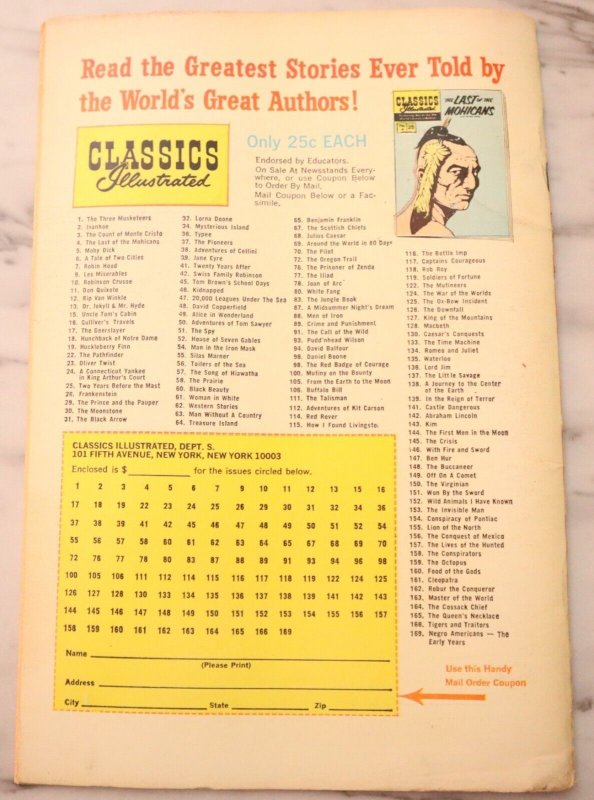 Read the Greatest Stories Ever Told by
the World's Great Authors!
CLASSICS
Illustrated
Only 25c EACH
Endorsed by Educators.
On Sale At Newsstands Every-
where, or use Coupon Below
to Order By Mail.
Mail Coupon Below or a Fac-
simile.
CLASSICS
Illustrated
THE LAST OF THE
MOHICANS
1. The Three Musketeers
2. Ivanhoe
3. The Count of Monte Cristo
4. The Last of the Mohicans
5. Moby Dick
6. A Tale of Two Cities
7. Robin Hood
9. Les Miserables
10. Robinson Crusoe
11. Don Quixote
12. Rip Van Winkle
13. Dr. Jekyll & Mr. Hyde
15. Uncle Tom's Cabin
16. Gulliver's Travels
17. The Deerslayer
18. Hunchback of Notre Dame
19. Huckleberry Finn
22. The Pathfinder
23. Oliver Twist
24. A Connecticut Yankee
in King Arthur's Court
25. Two Years Before the Mast
26. Frankenstein
29. The Prince and the Pauper
30. The Moonstone
31. The Black Arrow
32. Lorna Doone
34. Mysterious Island
36. Typee
37. The Pioneers
38. Adventures of Cellini
39. Jane Eyre
41. Twenty Years After
42. Swiss Family Robinson
45. Tom Brown's School Days
46. Kidnapped
47. 20,000 Leagues Under The Sea
48. David Copperfield
49. Alice in Wonderland
50. Adventures of Tom Sawyer
51. The Spy
52. House of Seven Gables
54. Man in the Iron Mask
55. Silas Marner
56. Toilers of the Sea
57. The Song of Hiawatha
58. The Prairie
60. Black Beauty
61. Woman in White
62. Western Stories
63. Man Without A Country
64. Treasure Island
65. Benjamin Franklin
67. The Scottish Chiefs
68. Julius Caesar
69. Around the World in 80 Days
70. The Pilot
72. The Oregon Trail
76. The Prisoner of Zenda
77. The Iliad
78. Joan of Arc
80. White Fang
83. The Jungle Book
87. A Midsummer Night's Dream
88. Men of Iron
89. Crime and Punishment
91. The Call of the Wild
93. Pudd'nhead Wilson
94. David Balfour
96. Daniel Boone
98. The Red Badge of Courage
100. Mutiny on the Bounty
105. From the Earth to the Moon
106. Buffalo Bill
111. The Talisman
112. Adventures of Kit Carson
114. Red Rover
115. How I Found Livingsto
116. The Bottle Imp
117. Captains Courageous
118. Rob Roy
119. Soldiers of Fortune
122. The Mutineers
124. The War of the Worlds
125. The Ox-Bow Incident
126. The Downfall
127. King of the Mountains
128. Macbeth
130. Caesar's Conquests
133. The Time Machine
134. Romeo and Juliet
135. Waterloo
136. Lord Jim
137. The Little Savage
138. A Journey to the Center
of the Earth
139. In the Reign of Terror
141. Castle Dangerous
142. Abraham Lincoln
143. Kim
144. The First Men in the Moon
145. The Crisis
146. With Fire and Sword
147. Ben Hur
148. The Buccaneer
149. Off On a Comet
150. The Virginian
151. Won By the Sword
152. Wild Animals I Have Known
153. The Invisible Man
154. Conspiracy of Pontiac
155. Lion of the North
156. The Conquest of Mexico
157. The Lives of the Hunted
158. The Conspirators
159. The Octopus
160. Food of the Gods
161. Cleopatra
162. Robur the Conqueror
163. Master of the World
164. The Cossack Chief
165. The Queen's Necklace
166. Tigers and Traitors
169. Negro Americans — The
Early Years
CLASSICS ILLUSTRATED, DEPT. S.
101 FIFTH AVENUE, NEW YORK, NEW YORK 10003
Enclosed is $ for the issues circled below.
1 2 3 4 5 6 7 9 10 11 12 13 15 16
17 18 19 22 23 24 25 26 29 30 31 32 34 36
37 38 39 41 42 45 46 47 48 49 50 51 52 54
55 56 57 58 60 61 62 63 64 65 67 68 69 70
72 76 77 78 80 83 87 88 89 91 93 94 96 98
100 105 106 111 112 114 115 116 117 118 119 122 124 125
126 127 128 130 133 134 135 136 137 138 139 141 142 143
144 145 146 147 148 149 150 151 152 153 154 155 156 157
158 159 160 161 162 163 164 165 166 169
Name
(Please Print)
Address
City State Zip
Use this Handy
Mail Order Coupon